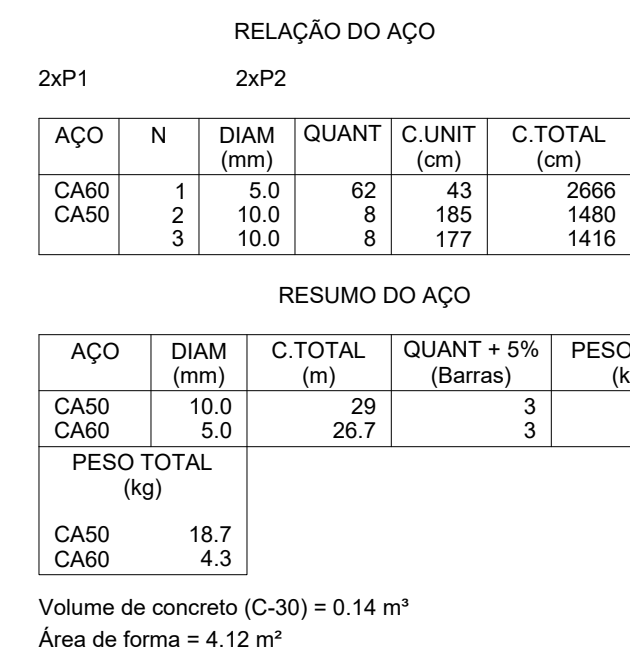 RELAÇÃO DO AÇO
2xP1 2xP2
AÇO N DIAM QUANT C.UNIT C.TOTAL
(mm) (cm) (cm)
CA60 1 5.0 62 43 2666
CA50 2 10.0 8 185 1480
3 10.0 8 177 1416
RESUMO DO AÇO
AÇO DIAM C.TOTAL QUANT + 5% PESO
(mm) (m) (Barras) (k
CA50 10.0 29 3
CA60 5.0 26.7 3
PESO TOTAL
(kg)
CA50 18.7
CA60 4.3
Volume de concreto (C-30) = 0.14 m³
Área de forma = 4.12 m²